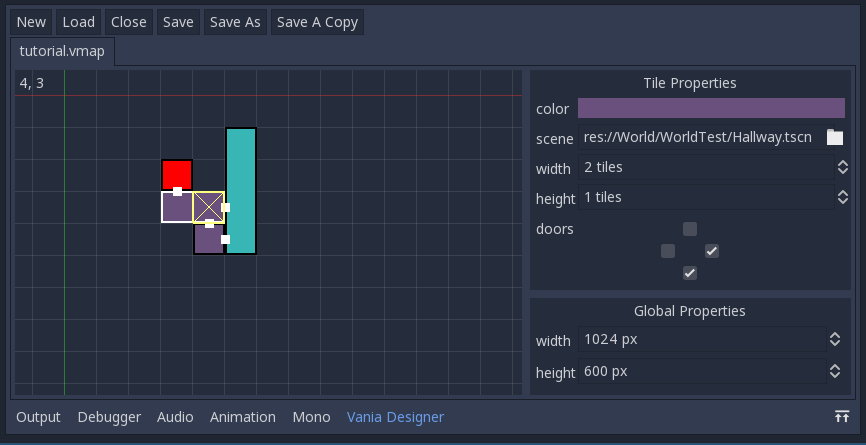 New Load Close Save Save As Save A Copy
tutorial.vmap
4, 3
Tile Properties
color
scene res://World/WorldTest/Hallway.tscn
width 2 tiles
height 1 tiles
doors
Global Properties
width 1024 px
height 600 px
Output Debugger Audio Animation Mono Vania Designer